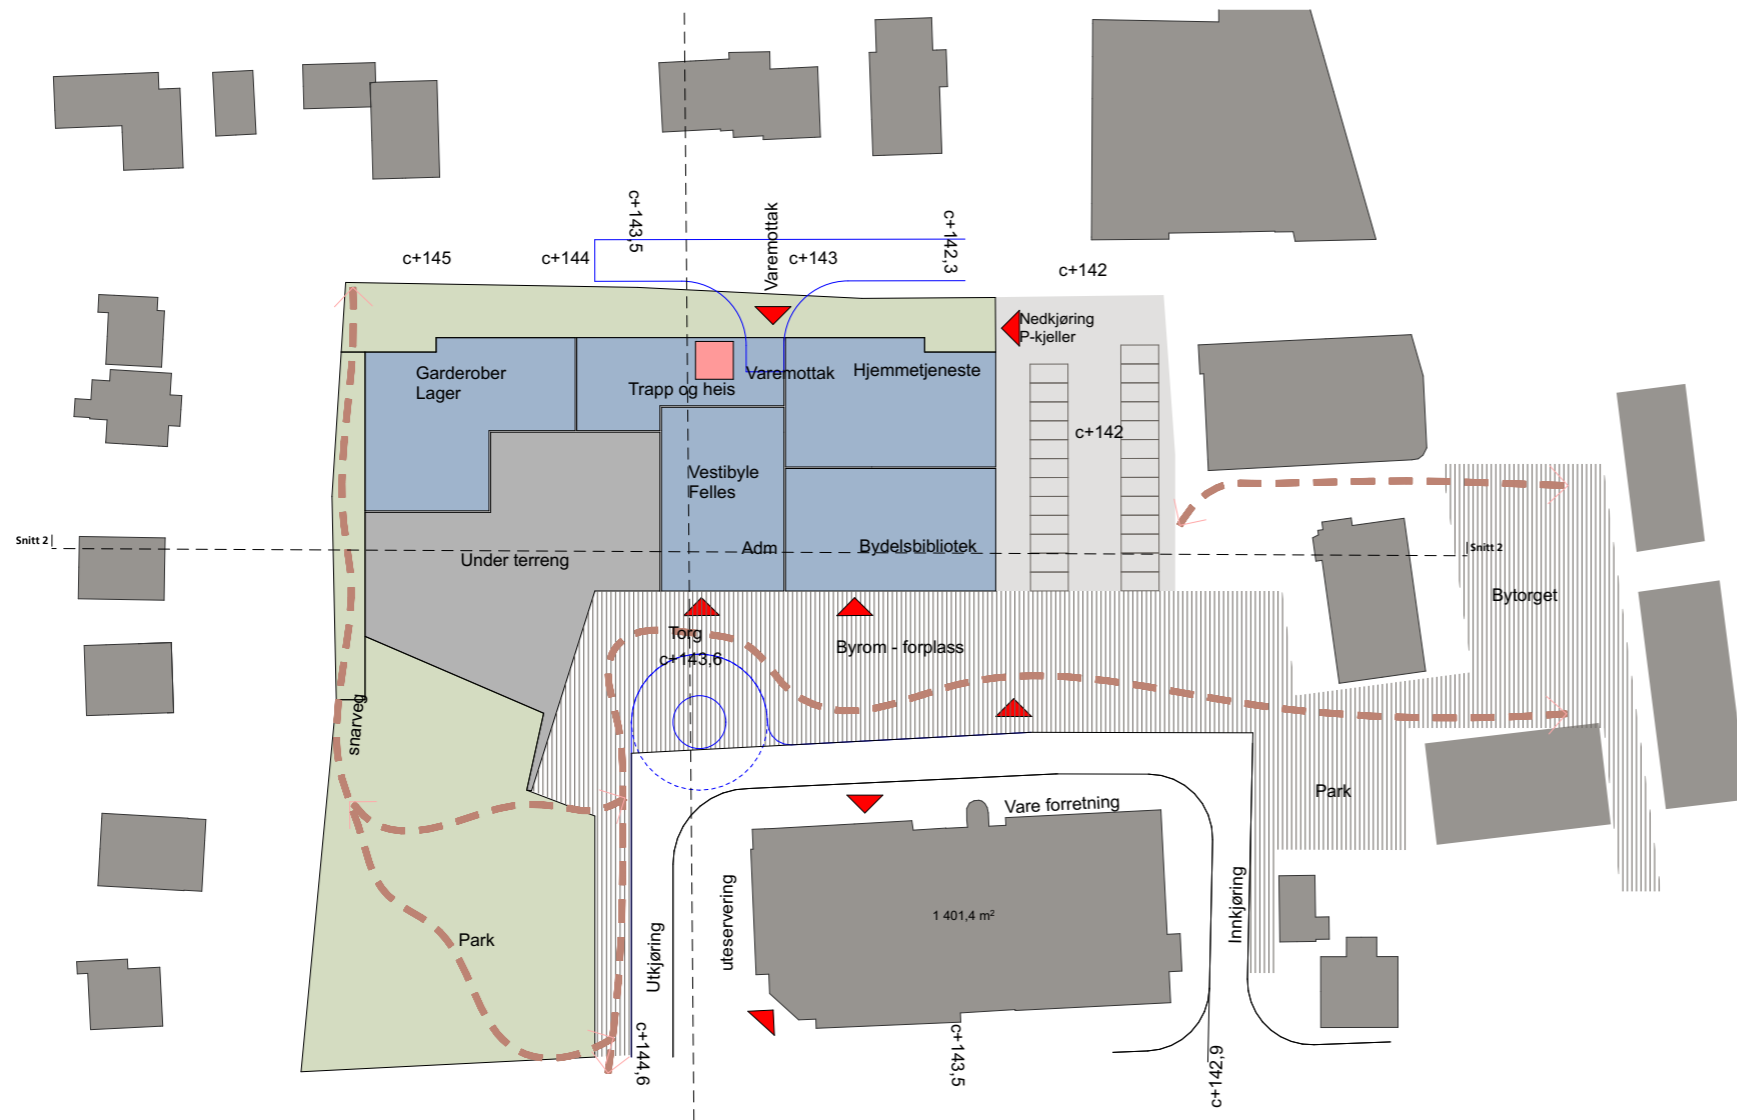 c+143,5
Varemottak
c+142,3
c+145
c+144
c+143
c+142
Nedkjøring
P-kjeller
Garderober
Lager
Trapp og heis
Varemottak
Hjemmetjeneste
c+142
Vestibyle
Felles
Snitt 2
Under terreng
Adm
Bydelsbibliotek
Snitt 2
Bytorget
Torg
c+143,6
Byrom - forplass
snarveg
Park
Vare forretning
uteservering
Utkjøring
Innkjøring
1 401,4 m²
Park
c+144,6
c+143,5
c+142,9